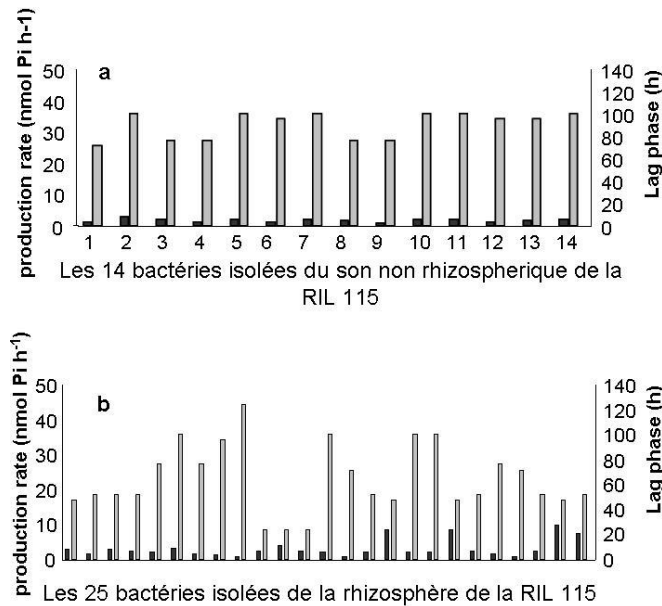 a
production rate (nmol Pi h-1)
50
40
30
20
10
0
140
120
100
80
60
40
20
0
Lag phase (h)
1 2 3 4 5 6 7 8 9 10 11 12 13 14
Les 14 bactéries isolées du son non rhizospherique de la
RIL 115
b
production rate (nmol Pi h-1)
50
40
30
20
10
0
140
120
100
80
60
40
20
0
Lag phase (h)
Les 25 bactéries isolées de la rhizosphère de la RIL 115